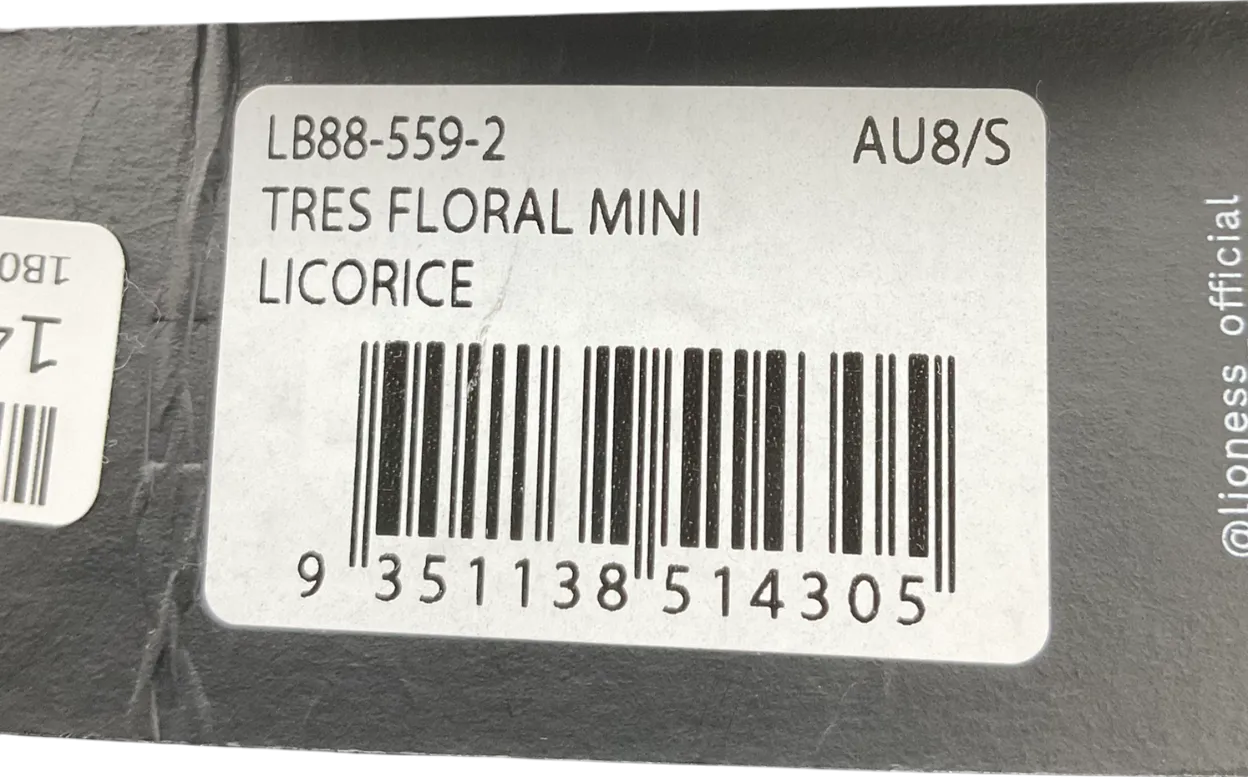 LB88-559-2 AU8/S
TRES FLORAL MINI
LICORICE
9 351138 514305
@lioness_official